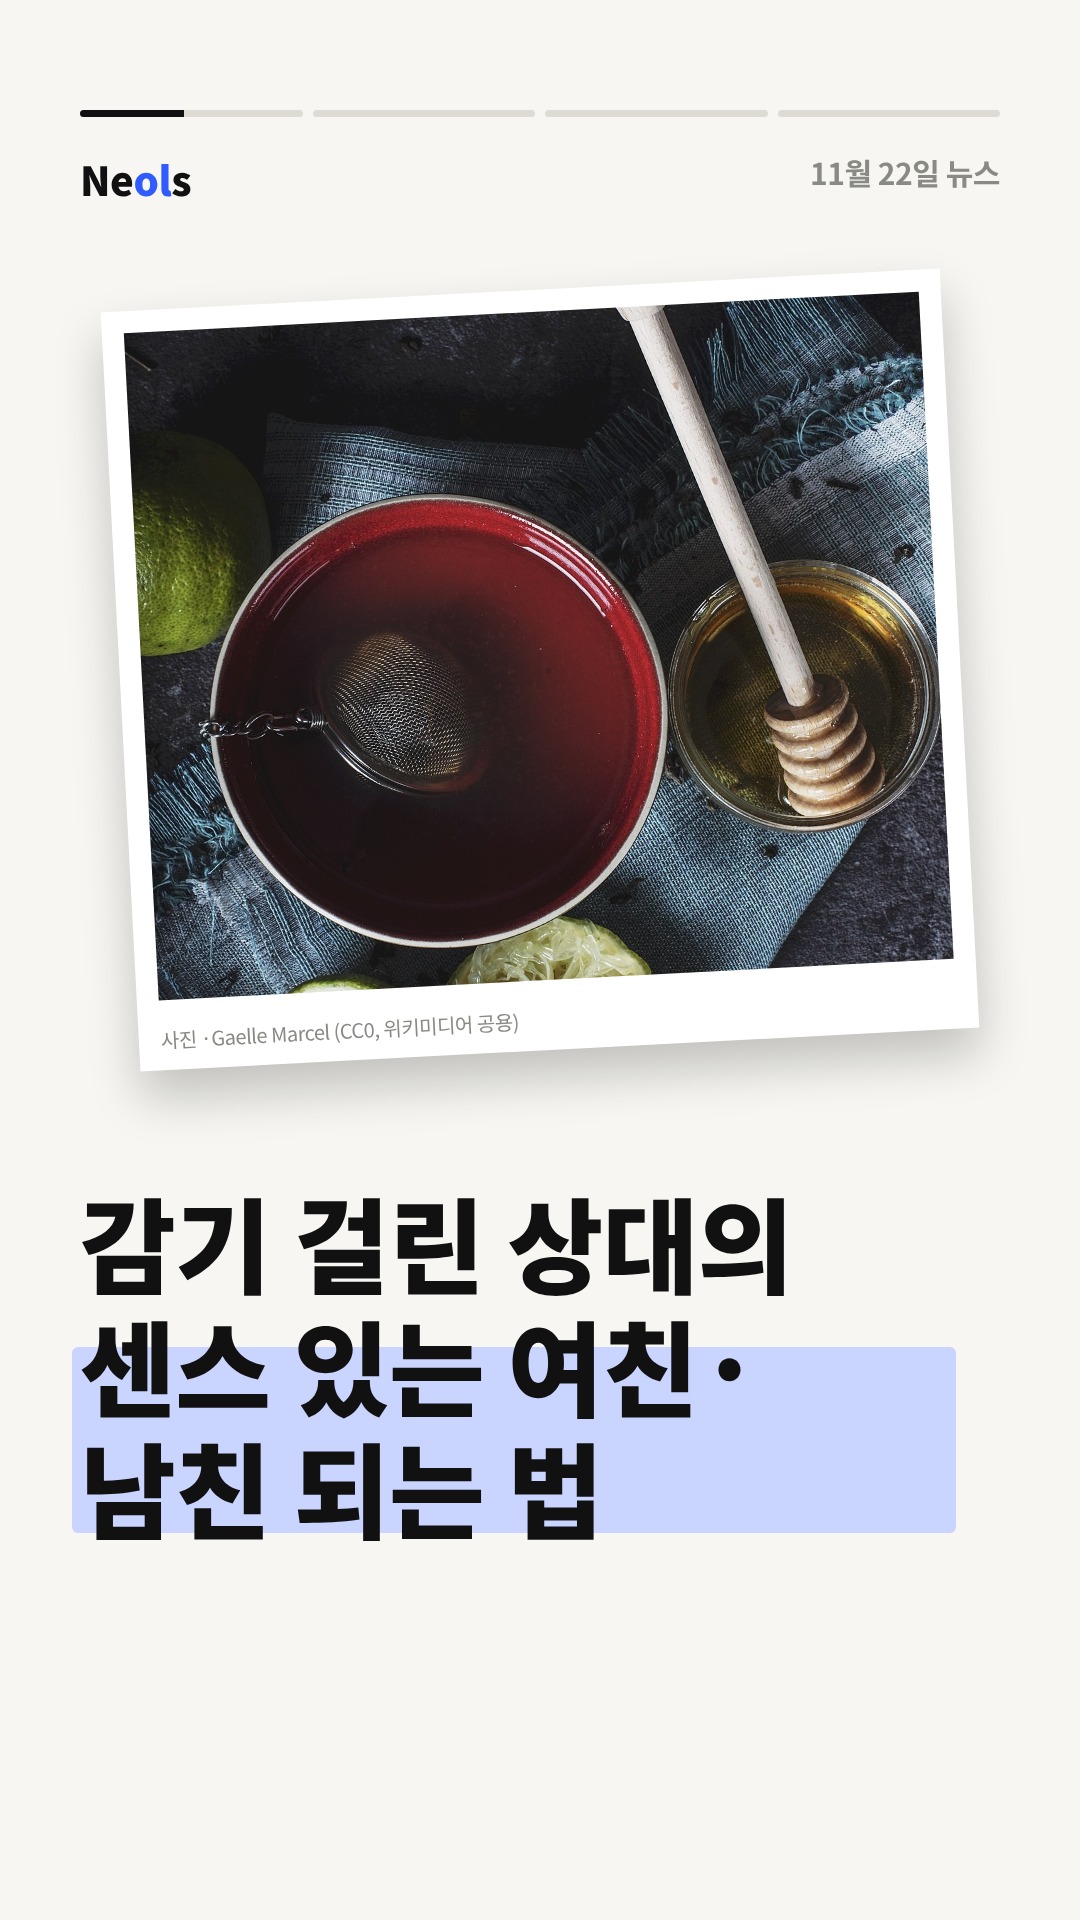 Neols
11월 22일 뉴스
사진 · Gaelle Marcel (CC0, 위키미디어 공용)
감기 걸린 상대의
센스 있는 여친·
남친 되는 법